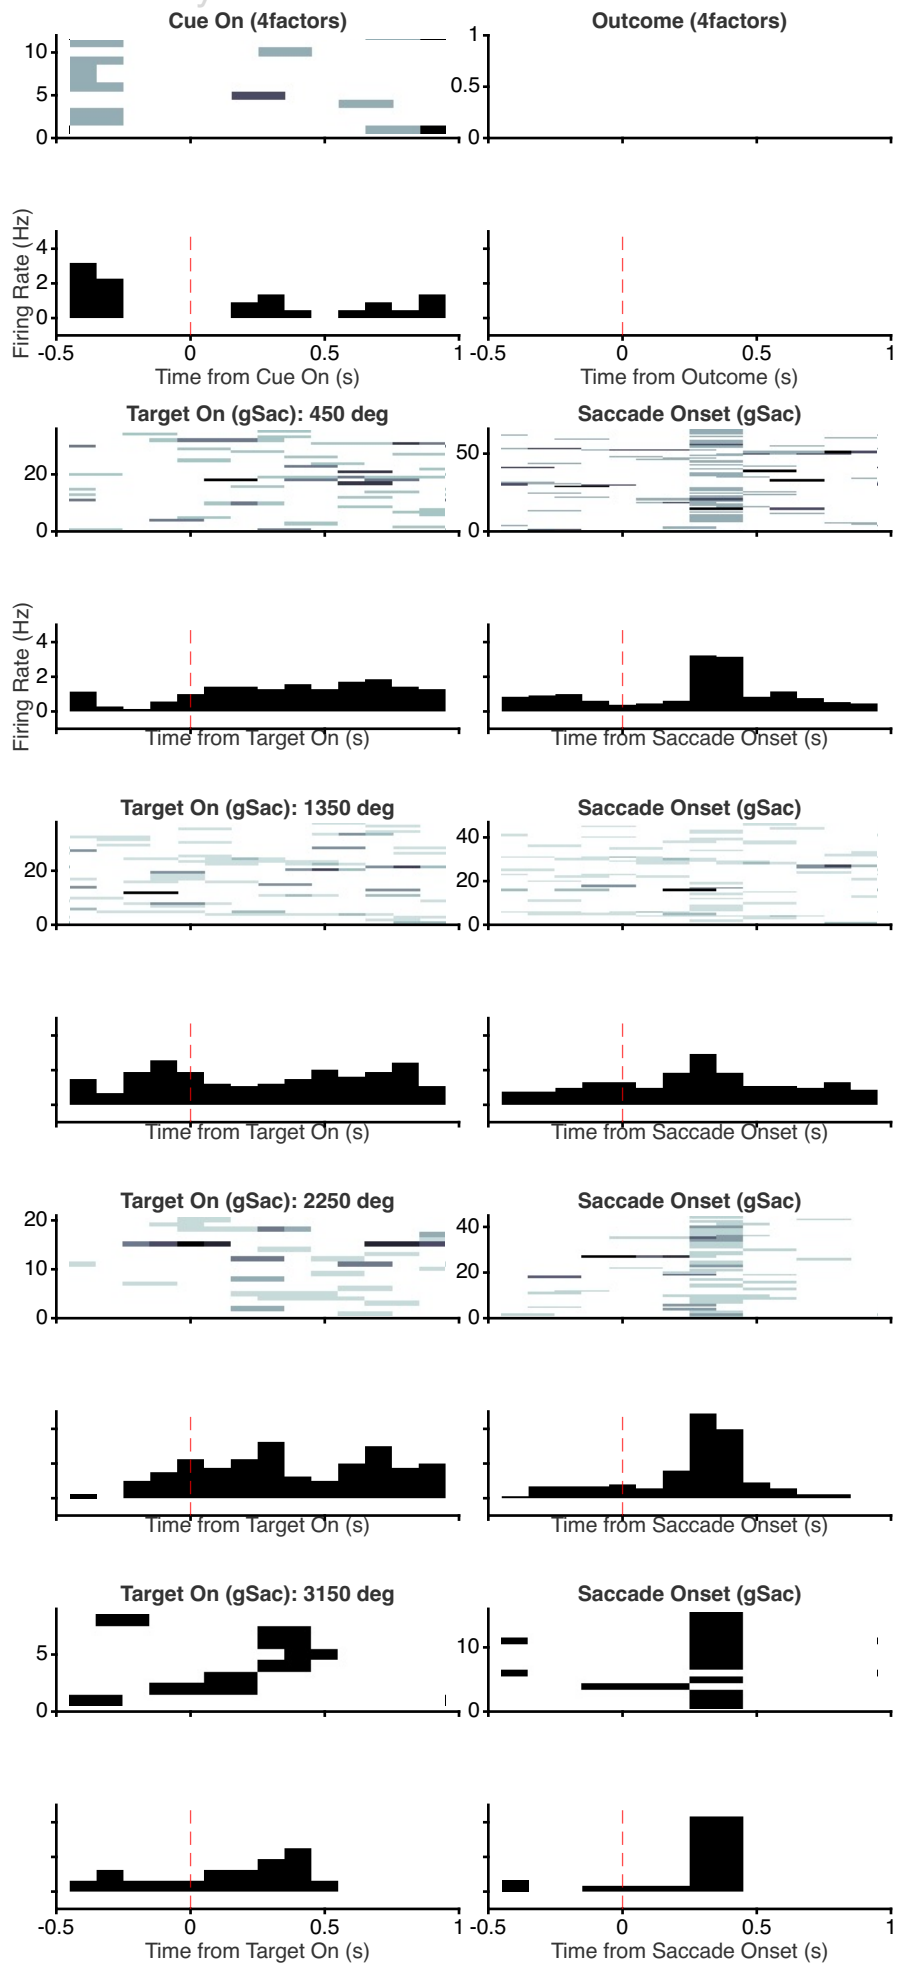 Cue On (4factors) Outcome (4factors)
10
5
0
1
0.5
0
Firing Rate (Hz)
4
2
0
-0.5 0 0.5 1 -0.5 0 0.5 1
Time from Cue On (s) Time from Outcome (s)
Target On (gSac): 450 deg Saccade Onset (gSac)
20
0
50
0
Firing Rate (Hz)
4
2
0
Time from Target On (s) Time from Saccade Onset (s)
Target On (gSac): 1350 deg Saccade Onset (gSac)
20
0
40
20
0
Time from Target On (s) Time from Saccade Onset (s)
Target On (gSac): 2250 deg Saccade Onset (gSac)
20
10
0
40
20
0
Time from Target On (s) Time from Saccade Onset (s)
Target On (gSac): 3150 deg Saccade Onset (gSac)
5
0
10
0
-0.5 0 0.5 1 -0.5 0 0.5 1
Time from Target On (s) Time from Saccade Onset (s)